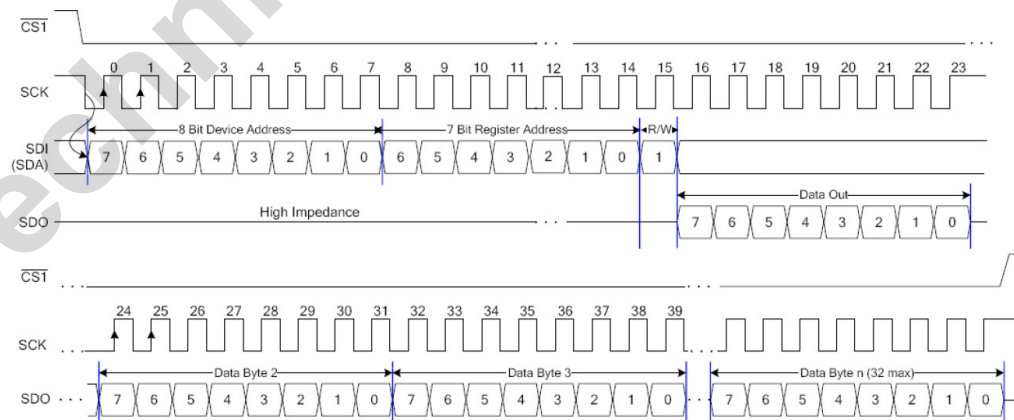 CS1
0 1 2 3 4 5 6 7 8 9 10 11 12 13 14 15 16 17 18 19 20 21 22 23
SCK
8 Bit Device Address 7 Bit Register Address R/W
SDI
(SDA)
7 6 5 4 3 2 1 0 6 5 4 3 2 1 0 1
Data Out
High Impedance
SDO
7 6 5 4 3 2 1 0
CS1
24 25 26 27 28 29 30 31 32 33 34 35 36 37 38 39
SCK
Data Byte 2 Data Byte 3 Data Byte n (32 max)
SDO
7 6 5 4 3 2 1 0 7 6 5 4 3 2 1 0 7 6 5 4 3 2 1 0
echn